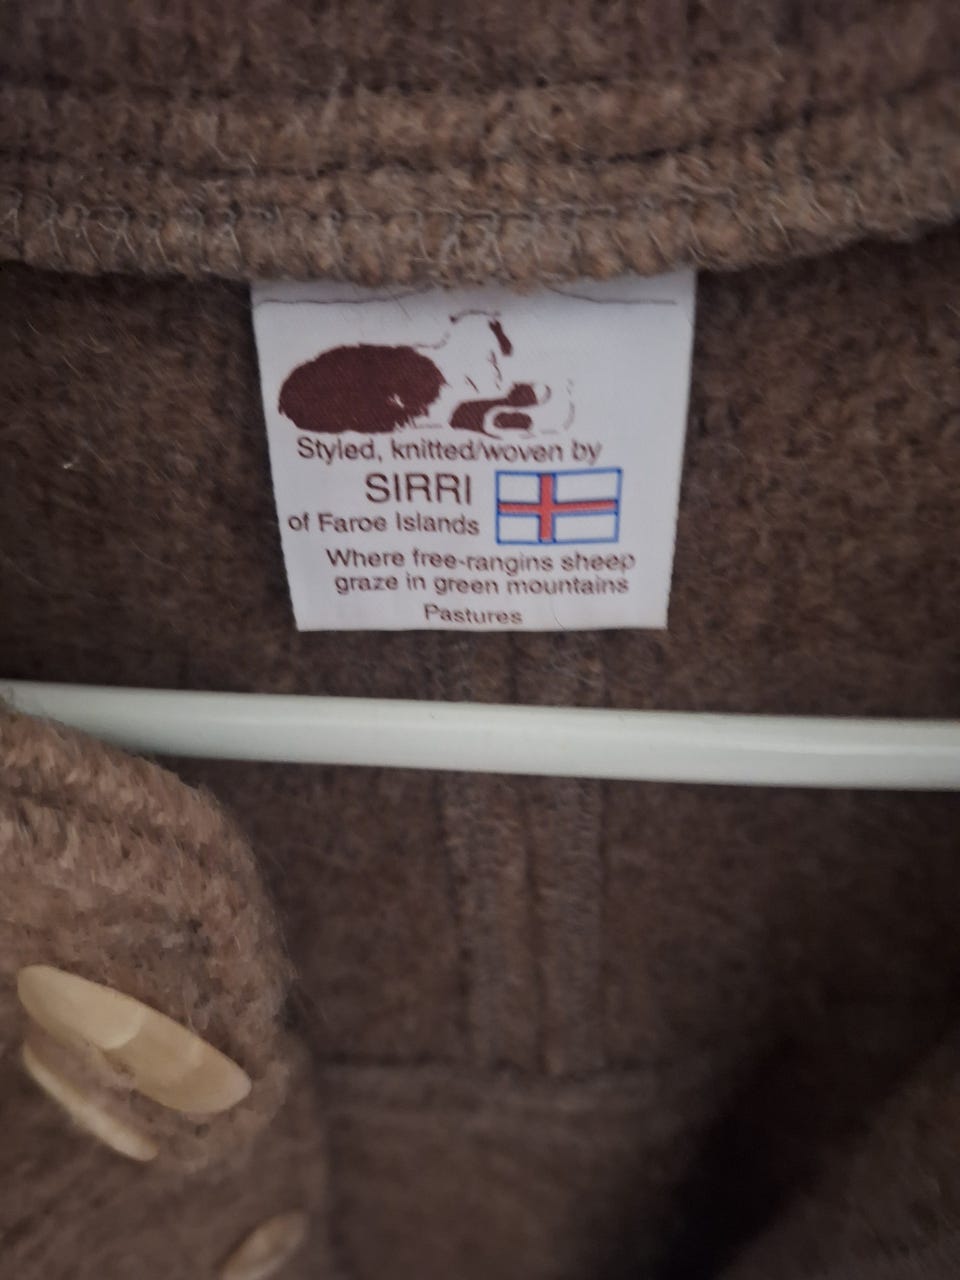 Styled, knitted/woven by
SIRRI
of Faroe Islands
Where free-rangins sheep
graze in green mountains
Pastures